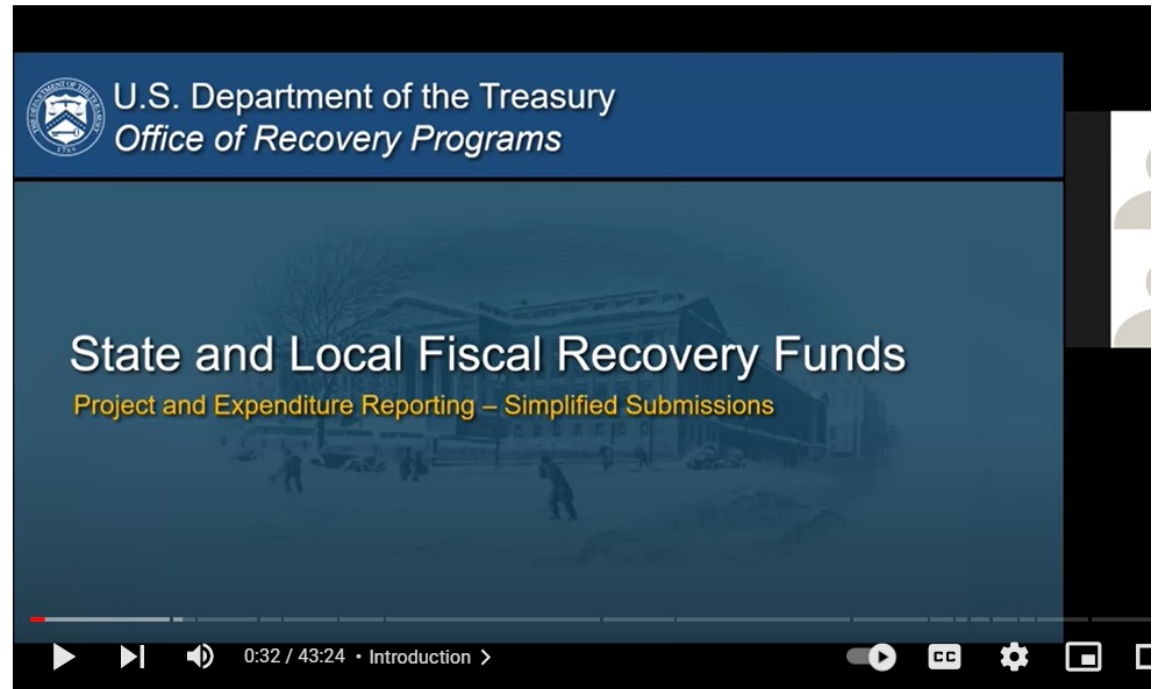 U.S. Department of the Treasury
Office of Recovery Programs
State and Local Fiscal Recovery Funds
Project and Expenditure Reporting – Simplified Submissions
0:32 / 43:24 • Introduction >
CC